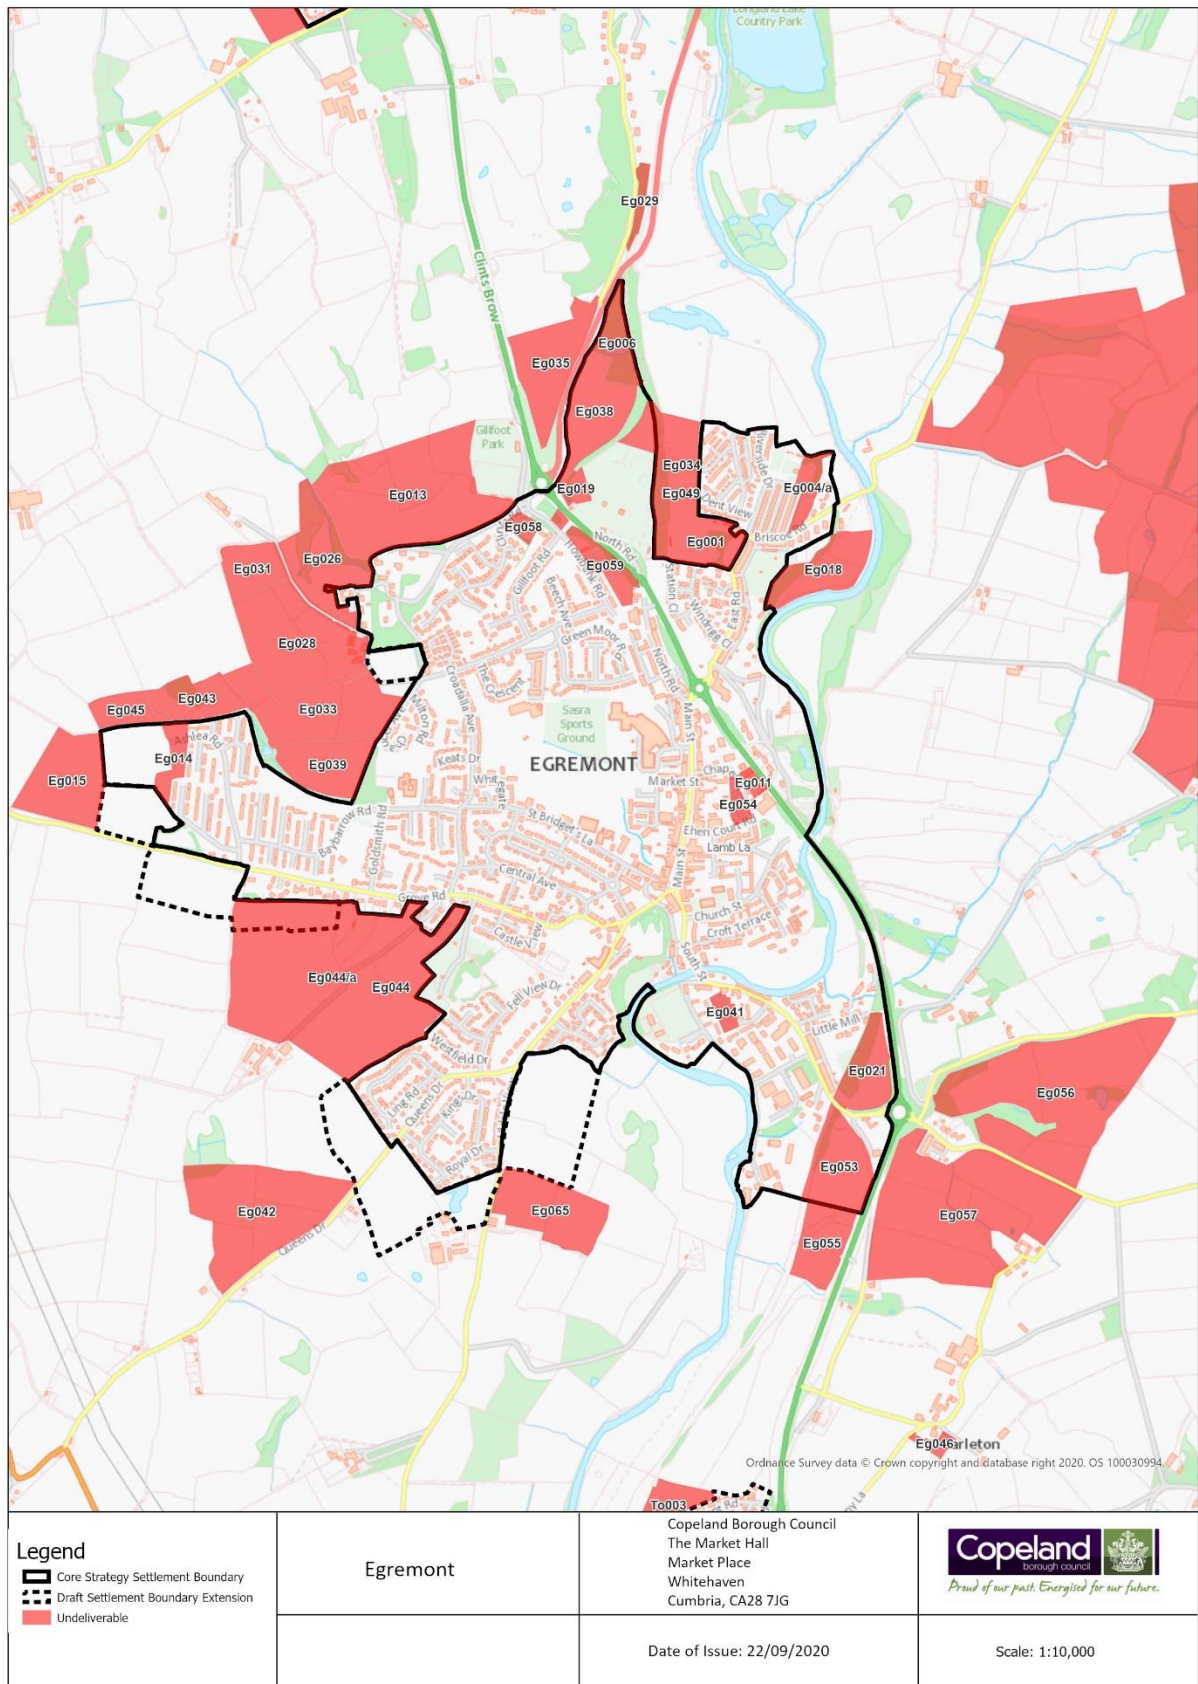 Longland Lake
Country Park
Eg029
Clints Brow
Eg006
Eg035
Eg038
Gillfoot
Park
Riverside Dr
Eg034
Eg013
Eg019
Eg049
Eg004/a
Dent View
Eg058
Eg001
Briscoe Rd
North Rd
Eg026
Howbank Rd
Eg059
Eg031
Gillfoot Rd
Station Cl
Eg018
Beech Ave
Windrigg Cl
East Rd
Eg028
Green Moor Rd
The Crescent
North Rd
Croadalla Ave
Eg043
Eg045
Eg033
Milton Rd
Sasra
Sports
Ground
Main St
Ashlea Rd
Eg014
Eg039
Keats Dr
EGREMONT
Eg015
Whitegate
Market St
Eg011
Eg054
Baybarrow Rd
Goldsmith Rd
St Bridget's La
Ehen Court Rd
Lamb La
Central Ave
Main St
Grove Rd
Church St
Castle View
Croft Terrace
South St
Eg044/a
Eg044
Fell View Dr
Eg041
Little Mill
Westfield Dr
Eg021
Ling Rd
Queens Dr
Kings Dr
Eg056
Royal Dr
Eg053
Eg042
Eg065
Eg057
Queens Dr
Eg055
Eg046 arleton
Ordnance Survey data © Crown copyright and database right 2020. OS 100030994.
To003
Legend
Core Strategy Settlement Boundary
Draft Settlement Boundary Extension
Undeliverable
Egremont
Copeland Borough Council
The Market Hall
Market Place
Whitehaven
Cumbria, CA28 7JG
Copeland
borough council
Proud of our past. Energised for our future.
Date of Issue: 22/09/2020
Scale: 1:10,000